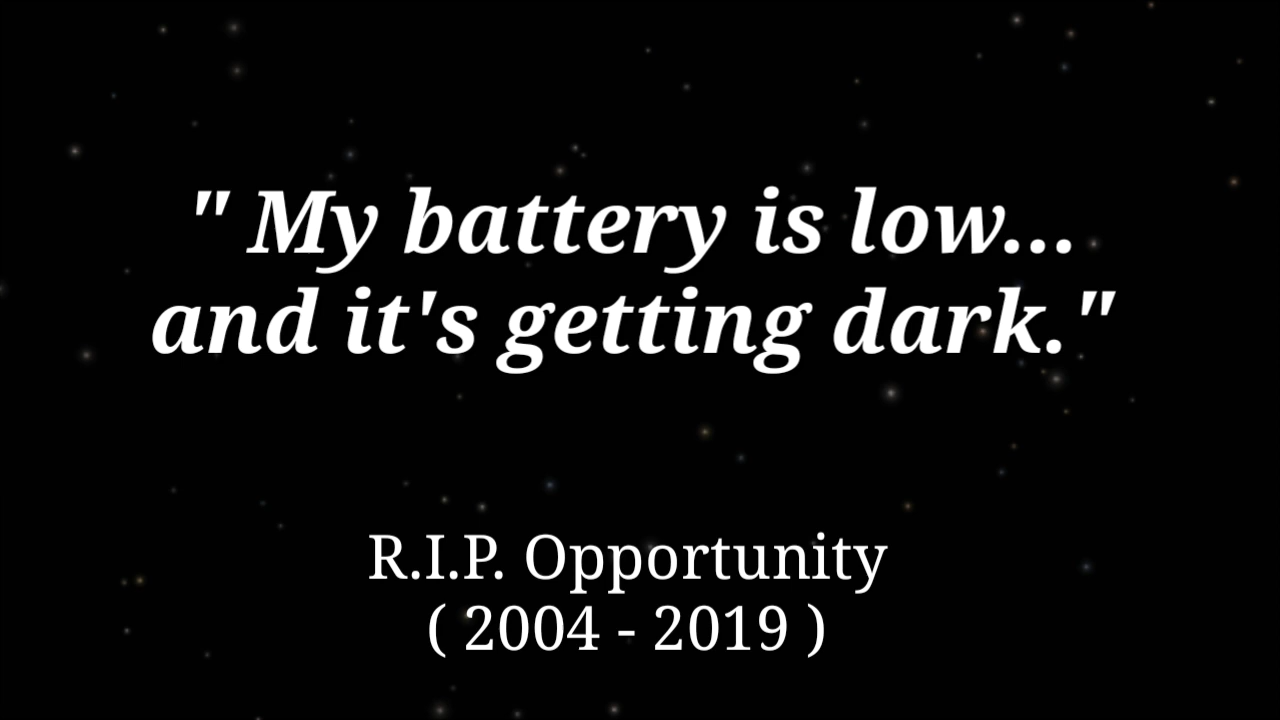 " My battery is low...
and it's getting dark."
R.I.P. Opportunity
( 2004 - 2019 )